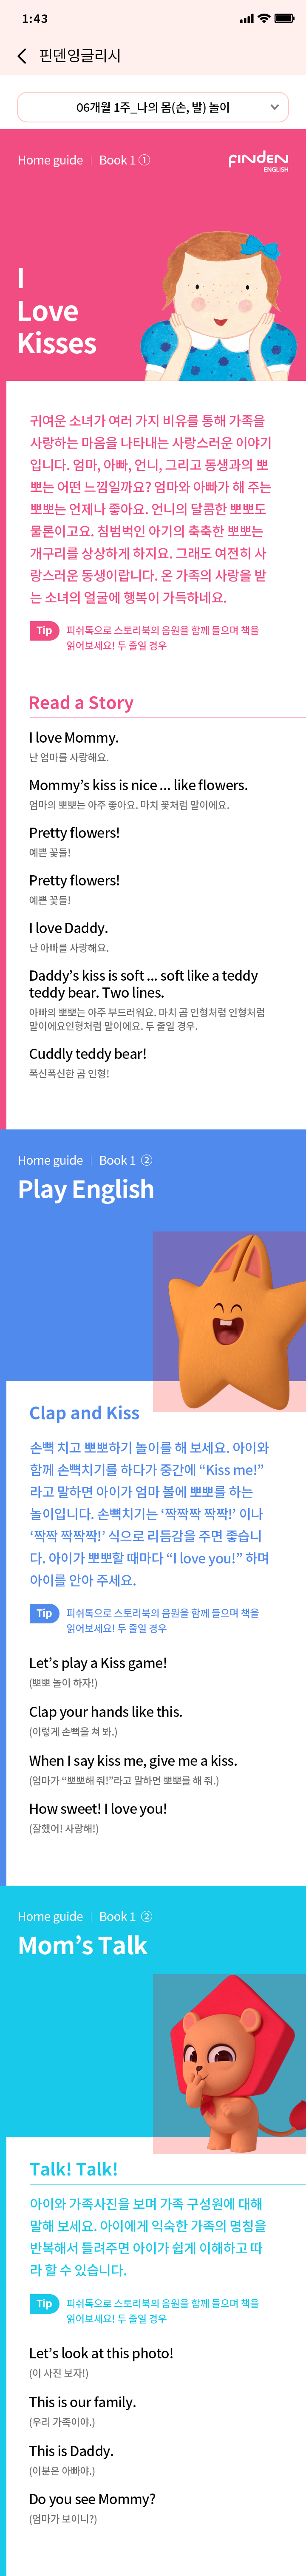 1:43
핀덴잉글리시
06개월 1주_나의 몸(손, 발) 놀이
Home guide | Book 1 ①
FINDEN
ENGLISH
I
Love
Kisses
귀여운 소녀가 여러 가지 비유를 통해 가족을
사랑하는 마음을 나타내는 사랑스러운 이야기
입니다. 엄마, 아빠, 언니, 그리고 동생과의 뽀
뽀는 어떤 느낌일까요? 엄마와 아빠가 해 주는
뽀뽀는 언제나 좋아요. 언니의 달콤한 뽀뽀도
물론이고요. 침범벅인 아기의 축축한 뽀뽀는
개구리를 상상하게 하지요. 그래도 여전히 사
랑스러운 동생이랍니다. 온 가족의 사랑을 받
는 소녀의 얼굴에 행복이 가득하네요.
Tip 피쉬톡으로 스토리북의 음원을 함께 들으며 책을
읽어보세요! 두 줄일 경우
Read a Story
I love Mommy.
난 엄마를 사랑해요.
Mommy’s kiss is nice ... like flowers.
엄마의 뽀뽀는 아주 좋아요. 마치 꽃처럼 말이에요.
Pretty flowers!
예쁜 꽃들!
Pretty flowers!
예쁜 꽃들!
I love Daddy.
난 아빠를 사랑해요.
Daddy’s kiss is soft ... soft like a teddy
teddy bear. Two lines.
아빠의 뽀뽀는 아주 부드러워요. 마치 곰 인형처럼 인형처럼
말이에요인형처럼 말이에요. 두 줄일 경우.
Cuddly teddy bear!
폭신폭신한 곰 인형!
Home guide | Book 1 ②
Play English
Clap and Kiss
손뼉 치고 뽀뽀하기 놀이를 해 보세요. 아이와
함께 손뼉치기를 하다가 중간에 “Kiss me!”
라고 말하면 아이가 엄마 볼에 뽀뽀를 하는
놀이입니다. 손뼉치기는 ‘짝짝짝 짝짝!’ 이나
‘짝짝 짝짝짝!’ 식으로 리듬감을 주면 좋습니
다. 아이가 뽀뽀할 때마다 “I love you!” 하며
아이를 안아 주세요.
Tip 피쉬톡으로 스토리북의 음원을 함께 들으며 책을
읽어보세요! 두 줄일 경우
Let’s play a Kiss game!
(뽀뽀 놀이 하자!)
Clap your hands like this.
(이렇게 손뼉을 쳐 봐.)
When I say kiss me, give me a kiss.
(엄마가 “뽀뽀해 줘!”라고 말하면 뽀뽀를 해 줘.)
How sweet! I love you!
(잘했어! 사랑해!)
Home guide | Book 1 ②
Mom’s Talk
Talk! Talk!
아이와 가족사진을 보며 가족 구성원에 대해
말해 보세요. 아이에게 익숙한 가족의 명칭을
반복해서 들려주면 아이가 쉽게 이해하고 따
라 할 수 있습니다.
Tip 피쉬톡으로 스토리북의 음원을 함께 들으며 책을
읽어보세요! 두 줄일 경우
Let’s look at this photo!
(이 사진 보자!)
This is our family.
(우리 가족이야.)
This is Daddy.
(이분은 아빠야.)
Do you see Mommy?
(엄마가 보이니?)